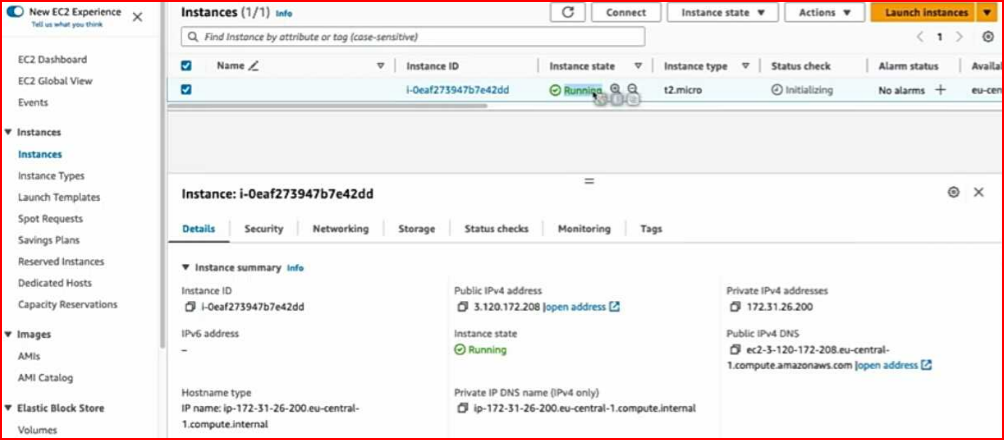 New EC2 Experience
Tell us what you think
EC2 Dashboard
EC2 Global View
Events
Instances
Instances
Instance Types
Launch Templates
Spot Requests
Savings Plans
Reserved Instances
Dedicated Hosts
Capacity Reservations
Images
AMIs
AMI Catalog
Elastic Block Store
Volumes
Instances (1/1) Info
Connect
Instance state
Actions
Launch instances
Find Instance by attribute or tag (case-sensitive)
1
Name
Instance ID
Instance state
Instance type
Status check
Alarm status
Availa
i-0eaf273947b7e42dd
Running
t2.micro
Initializing
No alarms
eu-cen
Instance: i-0eaf273947b7e42dd
Details
Security
Networking
Storage
Status checks
Monitoring
Tags
Instance summary Info
Instance ID
i-0eaf273947b7e42dd
Public IPv4 address
3.120.172.208 |open address
Private IPv4 addresses
172.31.26.200
IPv6 address
–
Instance state
Running
Public IPv4 DNS
ec2-3-120-172-208.eu-central-
1.compute.amazonaws.com |open address
Hostname type
IP name: ip-172-31-26-200.eu-central-
1.compute.internal
Private IP DNS name (IPv4 only)
ip-172-31-26-200.eu-central-1.compute.internal